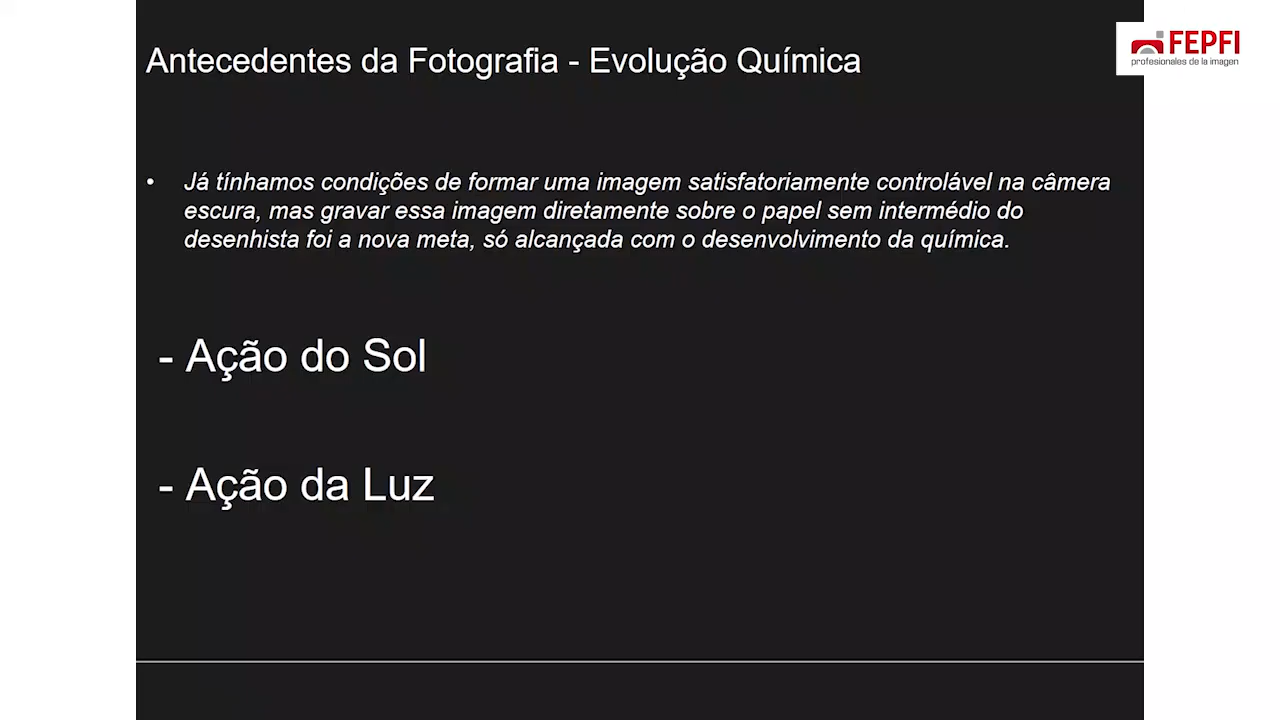 Antecedentes da Fotografia - Evolução Química
FEPFI
profesionales de la imagen
• Já tínhamos condições de formar uma imagem satisfatoriamente controlável na câmera
escura, mas gravar essa imagem diretamente sobre o papel sem intermédio do
desenhista foi a nova meta, só alcançada com o desenvolvimento da química.
- Ação do Sol
- Ação da Luz